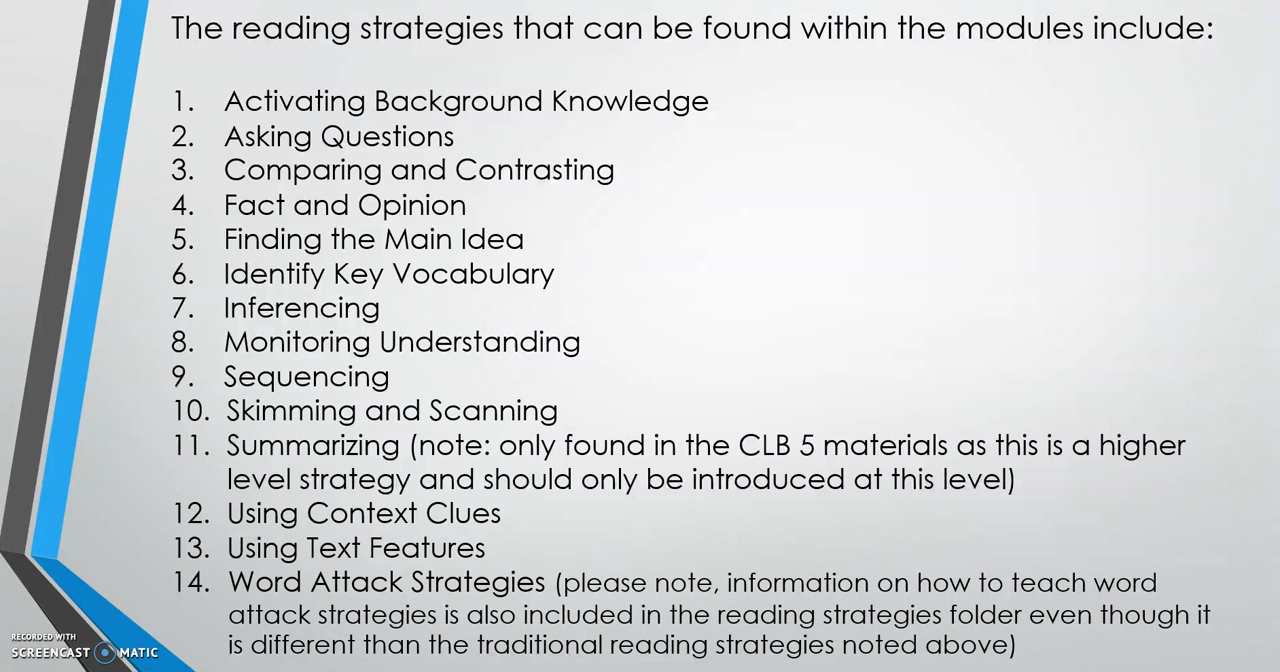 The reading strategies that can be found within the modules include:
1. Activating Background Knowledge
2. Asking Questions
3. Comparing and Contrasting
4. Fact and Opinion
5. Finding the Main Idea
6. Identify Key Vocabulary
7. Inferencing
8. Monitoring Understanding
9. Sequencing
10. Skimming and Scanning
11. Summarizing (note: only found in the CLB 5 materials as this is a higher
level strategy and should only be introduced at this level)
12. Using Context Clues
13. Using Text Features
14. Word Attack Strategies (please note, information on how to teach word
attack strategies is also included in the reading strategies folder even though it
is different than the traditional reading strategies noted above)
RECORDED WITH
SCREENCAST MATIC